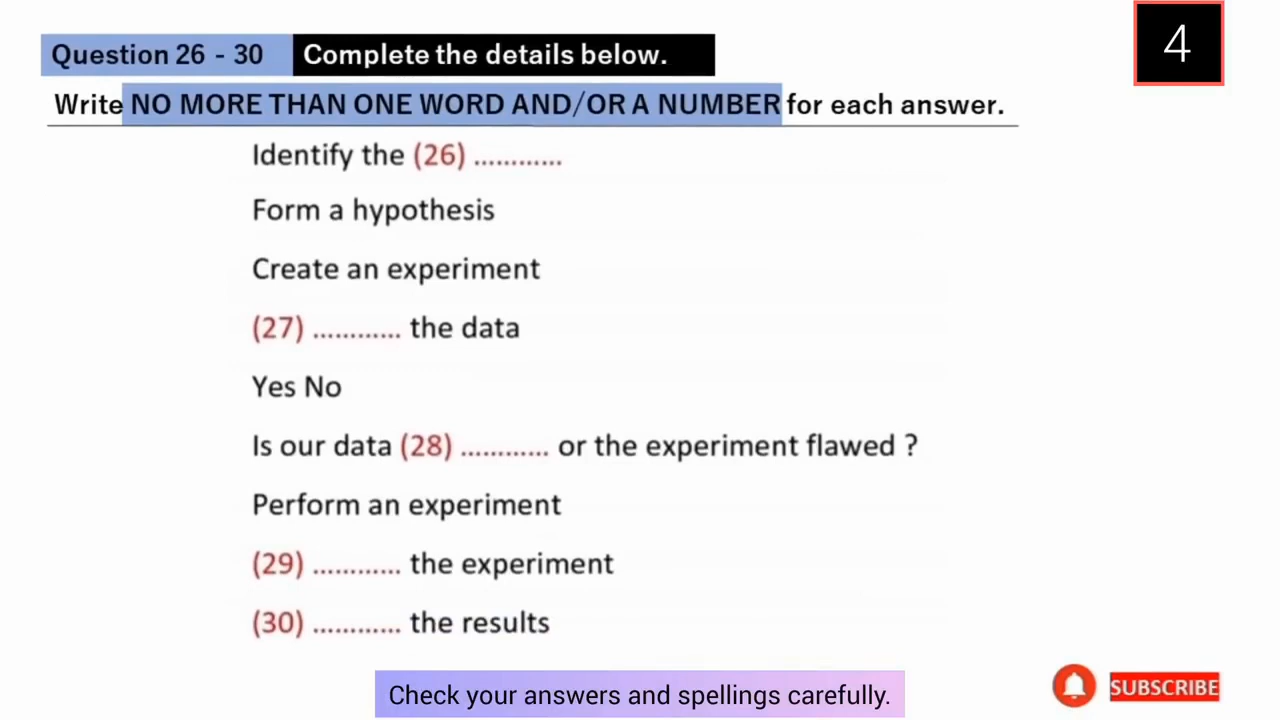 4
Question 26 - 30 Complete the details below.
Write NO MORE THAN ONE WORD AND/OR A NUMBER for each answer.
Identify the (26) ............
Form a hypothesis
Create an experiment
(27) ............ the data
Yes No
Is our data (28) ............ or the experiment flawed ?
Perform an experiment
(29) ............ the experiment
(30) ............ the results
Check your answers and spellings carefully.
SUBSCRIBE